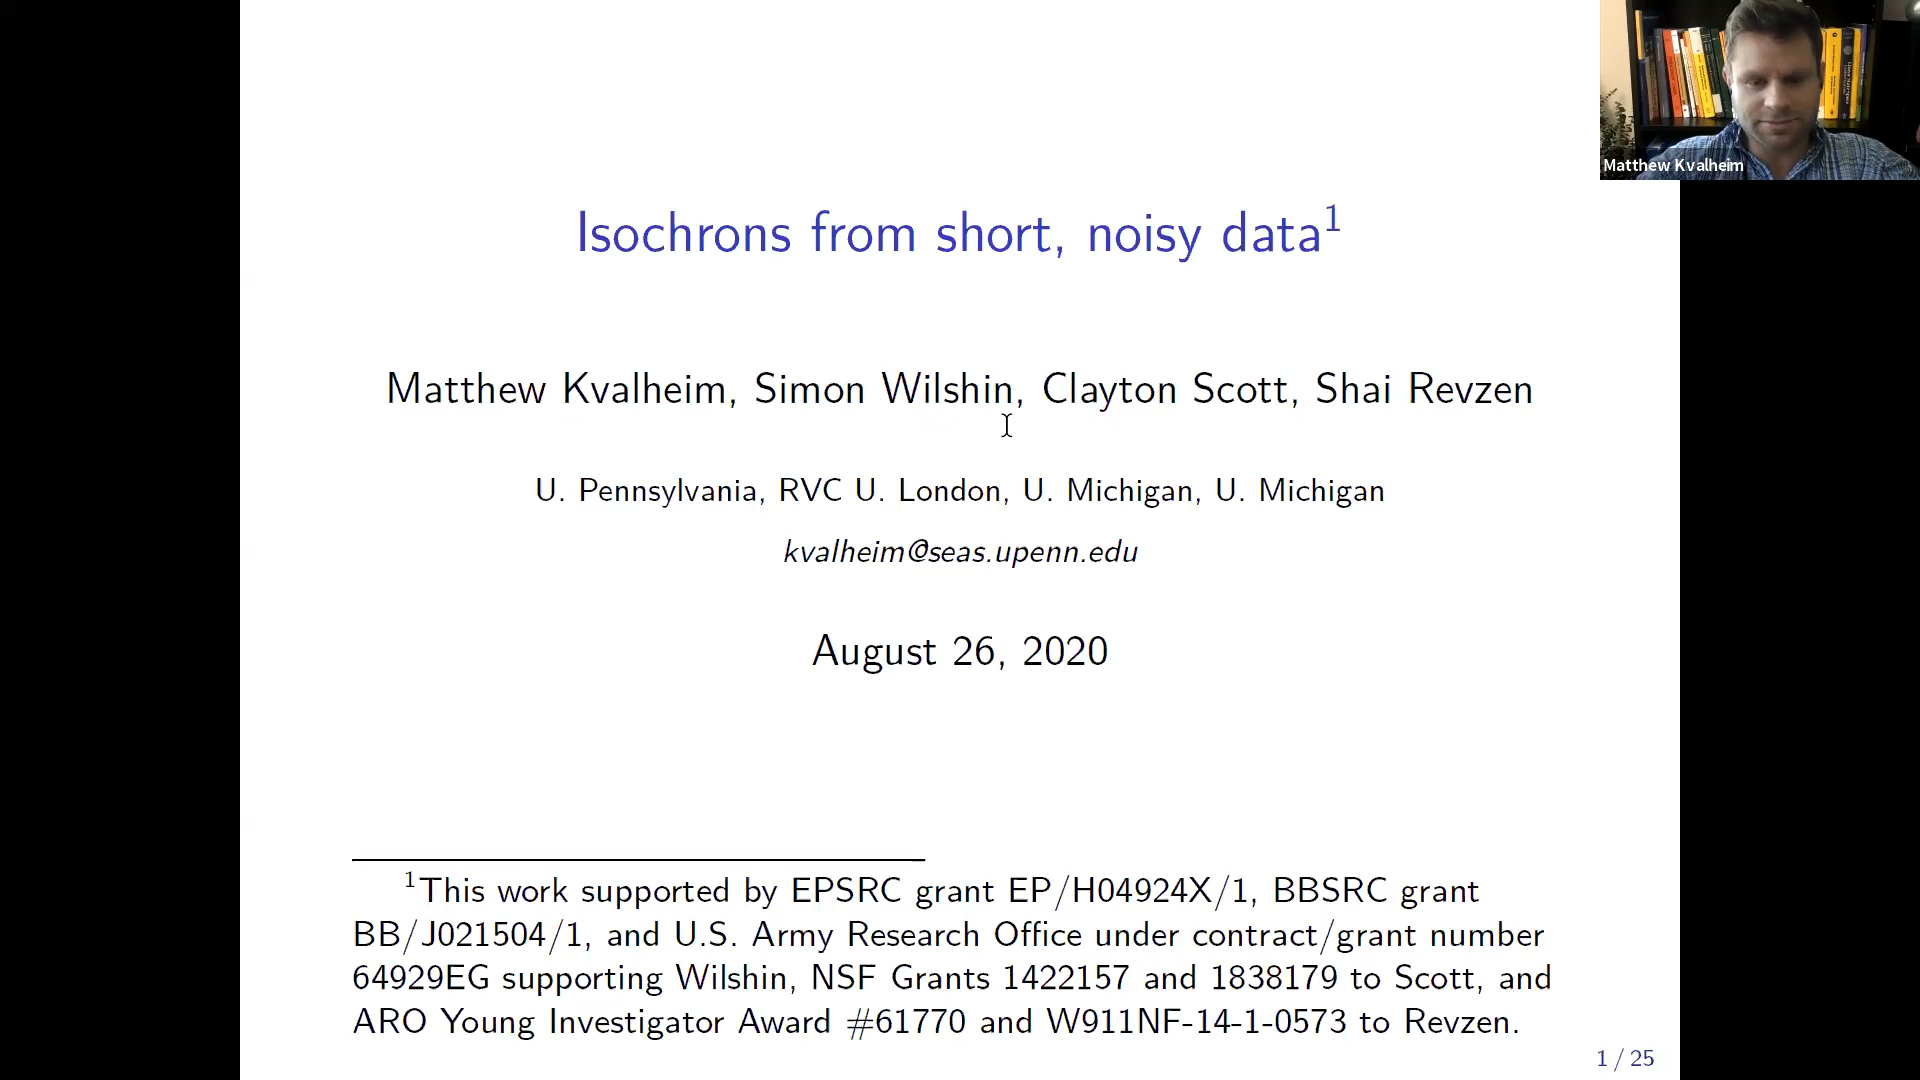 Matthew Kvalheim
Isochrons from short, noisy data1
Matthew Kvalheim, Simon Wilshin, Clayton Scott, Shai Revzen
U. Pennsylvania, RVC U. London, U. Michigan, U. Michigan
kvalheim@seas.upenn.edu
August 26, 2020
1This work supported by EPSRC grant EP/H04924X/1, BBSRC grant
BB/J021504/1, and U.S. Army Research Office under contract/grant number
64929EG supporting Wilshin, NSF Grants 1422157 and 1838179 to Scott, and
ARO Young Investigator Award #61770 and W911NF-14-1-0573 to Revzen.
1 / 25